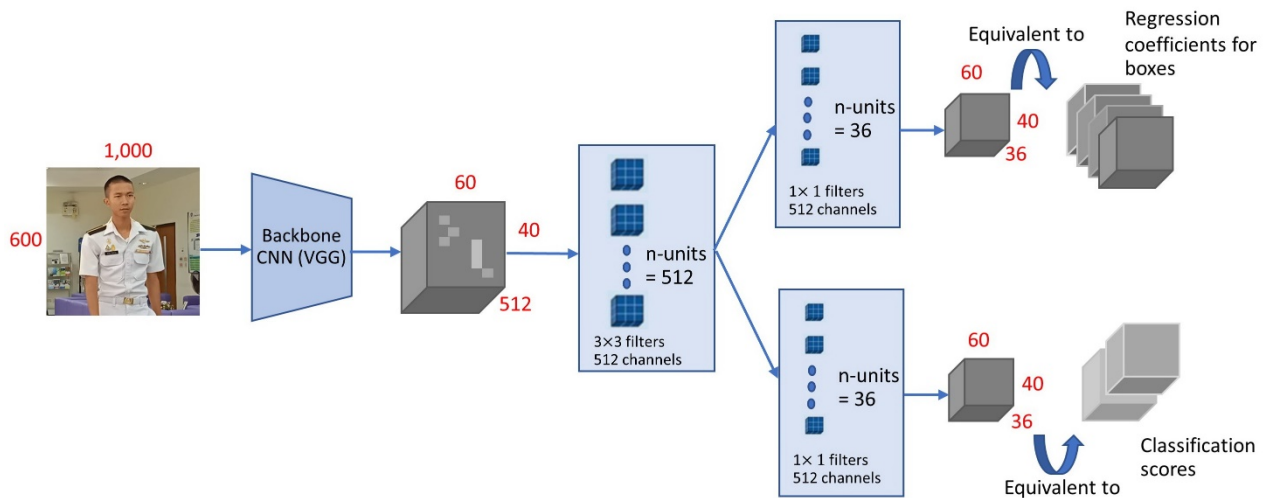 1,000
600
Backbone
CNN (VGG)
60
40
512
n-units
= 512
3×3 filters
512 channels
n-units
= 36
1× 1 filters
512 channels
60
40
36
Equivalent to
Regression
coefficients for
boxes
n-units
= 36
1× 1 filters
512 channels
60
40
36
Equivalent to
Classification
scores